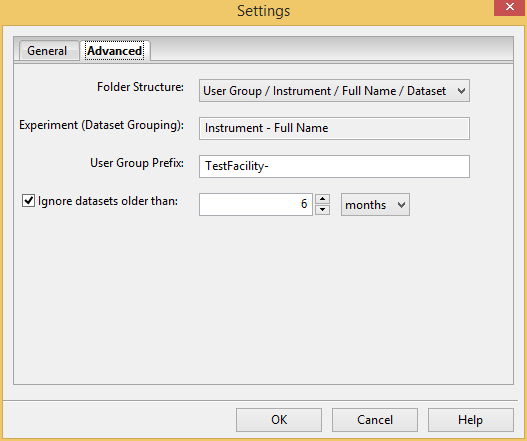 Settings
General Advanced
Folder Structure: User Group / Instrument / Full Name / Dataset
Experiment (Dataset Grouping): Instrument - Full Name
User Group Prefix: TestFacility-
Ignore datasets older than: 6 months
OK Cancel Help